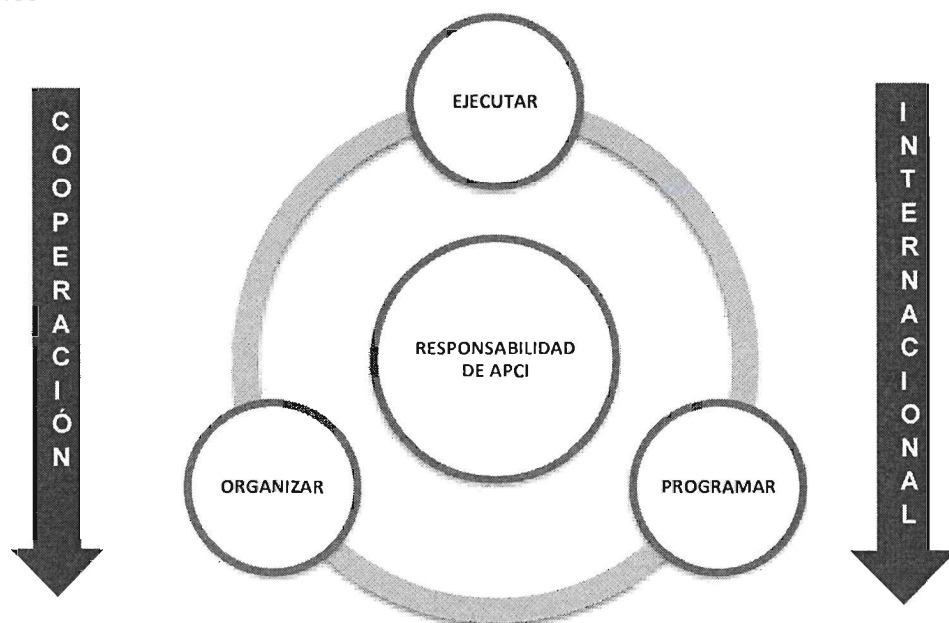 EJECUTAR
COOPERACIÓN
INTERNACIONAL
RESPONSABILIDAD
DE APCI
ORGANIZAR
PROGRAMAR